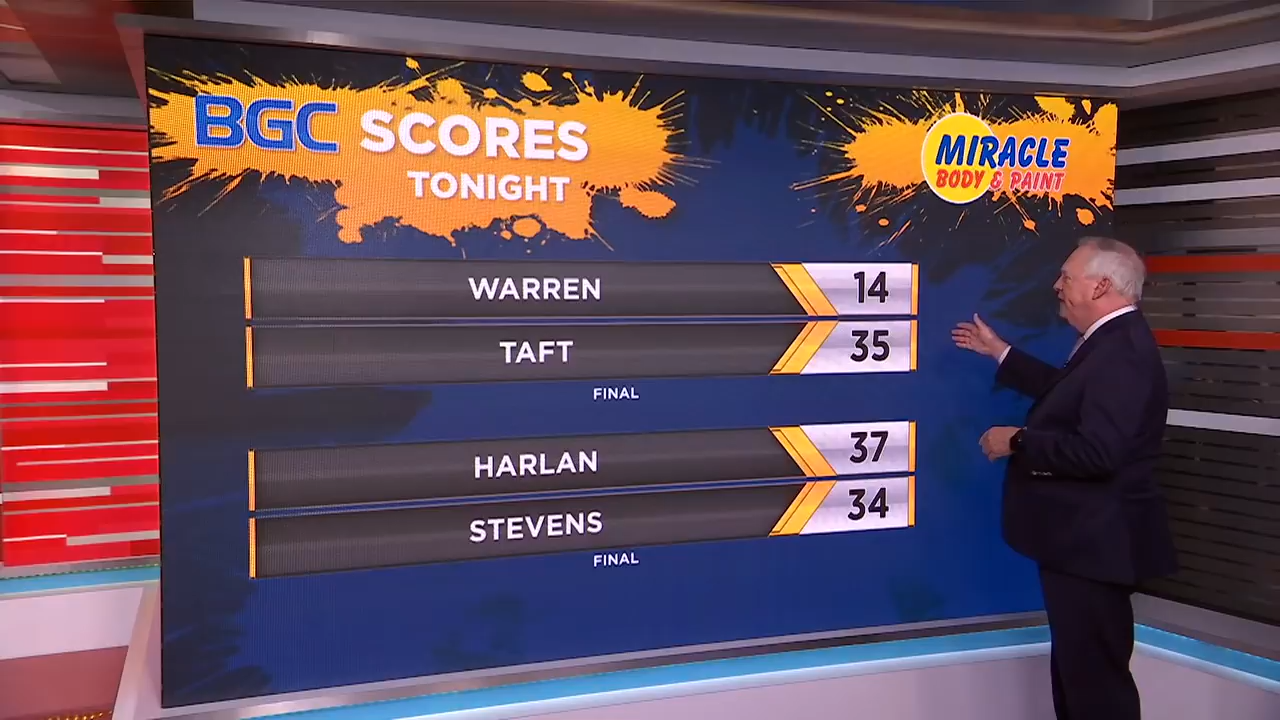 BGC SCORES
TONIGHT
MIRACLE
BODY & PAINT
WARREN 14
TAFT 35
FINAL
HARLAN 37
STEVENS 34
FINAL